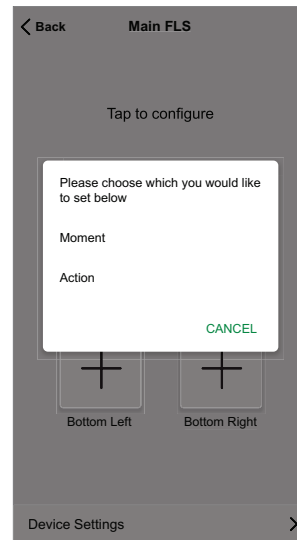 Back Main FLS
Tap to configure
Please choose which you would like
to set below
Moment
Action
CANCEL
Bottom Left Bottom Right
Device Settings